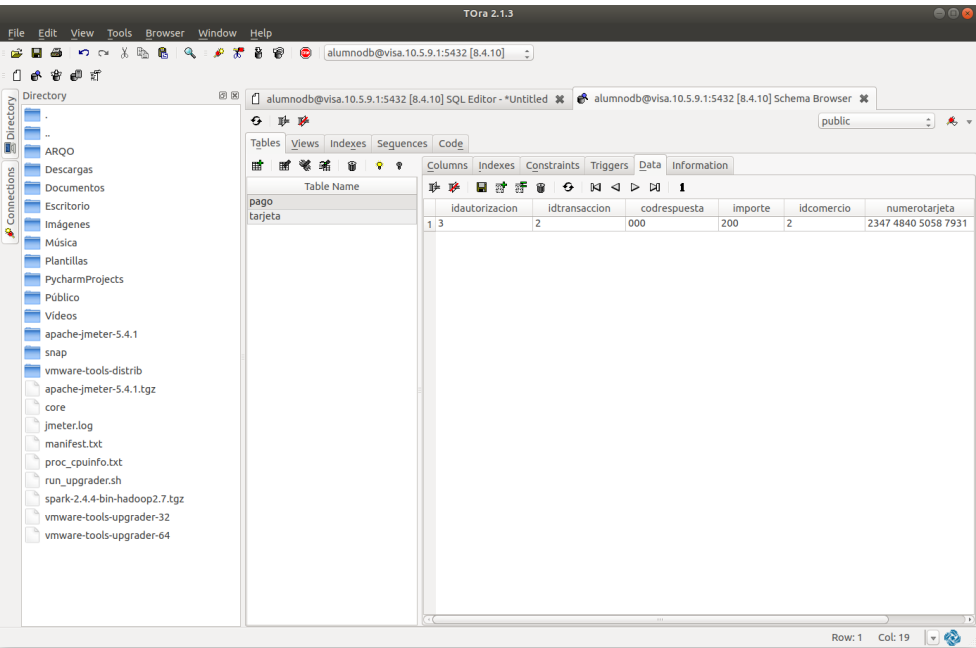 TOra 2.1.3
File Edit View Tools Browser Window Help
alumnodb@visa.10.5.9.1:5432 [8.4.10]
Directory
Connections
Directory
.
..
ARQO
Descargas
Documentos
Escritorio
Imágenes
Música
Plantillas
PycharmProjects
Público
Vídeos
apache-jmeter-5.4.1
snap
vmware-tools-distrib
apache-jmeter-5.4.1.tgz
core
jmeter.log
manifest.txt
proc_cpuinfo.txt
run_upgrader.sh
spark-2.4.4-bin-hadoop2.7.tgz
vmware-tools-upgrader-32
vmware-tools-upgrader-64
alumnodb@visa.10.5.9.1:5432 [8.4.10] SQL Editor - *Untitled
alumnodb@visa.10.5.9.1:5432 [8.4.10] Schema Browser
public
Tables Views Indexes Sequences Code
Table Name
pago
tarjeta
Columns Indexes Constraints Triggers Data Information
1
idautorizacion idtransaccion codrespuesta importe idcomercio numerotarjeta
1 3 2 000 200 2 2347 4840 5058 7931
Row: 1 Col: 19